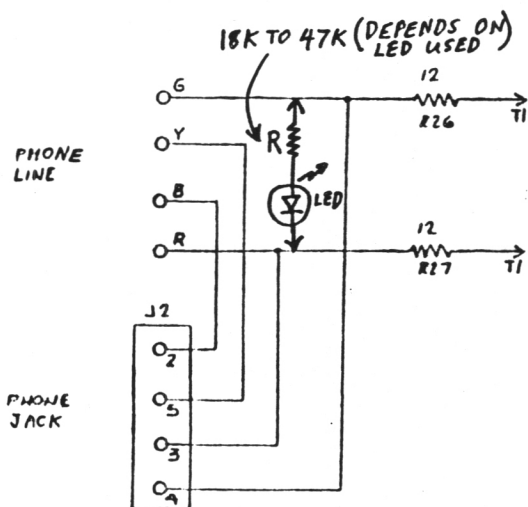 18K TO 47K (DEPENDS ON
LED USED)
G
12
R26
T1
Y
R
PHONE
LINE
B
LED
R
12
R27
T1
J2
2
5
PHONE
JACK
3
4